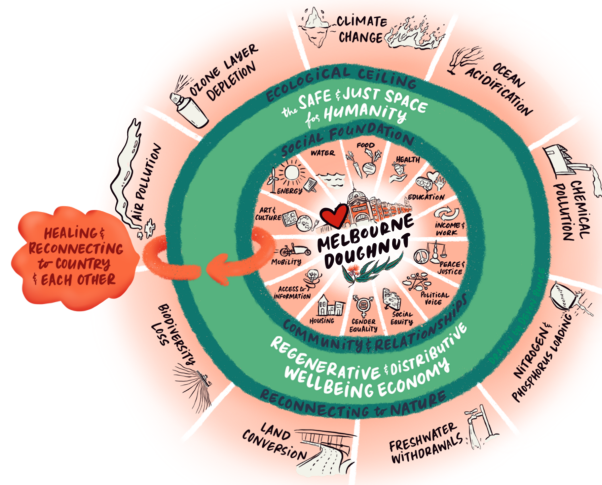 CLIMATE
CHANGE
OCEAN
ACIDIFICATION
CHEMICAL
POLLUTION
NITROGEN &
PHOSPHORUS LOADING
FRESHWATER
WITHDRAWALS
LAND
CONVERSION
BIODIVERSITY
LOSS
AIR POLLUTION
OZONE LAYER
DEPLETION
ECOLOGICAL CEILING
the SAFE & JUST SPACE
for HUMANITY
SOCIAL FOUNDATION
WATER
FOOD
HEALTH
EDUCATION
INCOME &
WORK
PEACE &
JUSTICE
POLITICAL
VOICE
SOCIAL
EQUITY
GENDER
EQUALITY
HOUSING
ACCESS to
INFORMATION
MOBILITY
ART &
CULTURE
ENERGY
MELBOURNE
DOUGHNUT
HEALING &
RECONNECTING
to COUNTRY
& EACH OTHER
COMMUNITY & RELATIONSHIPS
REGENERATIVE & DISTRIBUTIVE
WELLBEING ECONOMY
RECONNECTING to NATURE